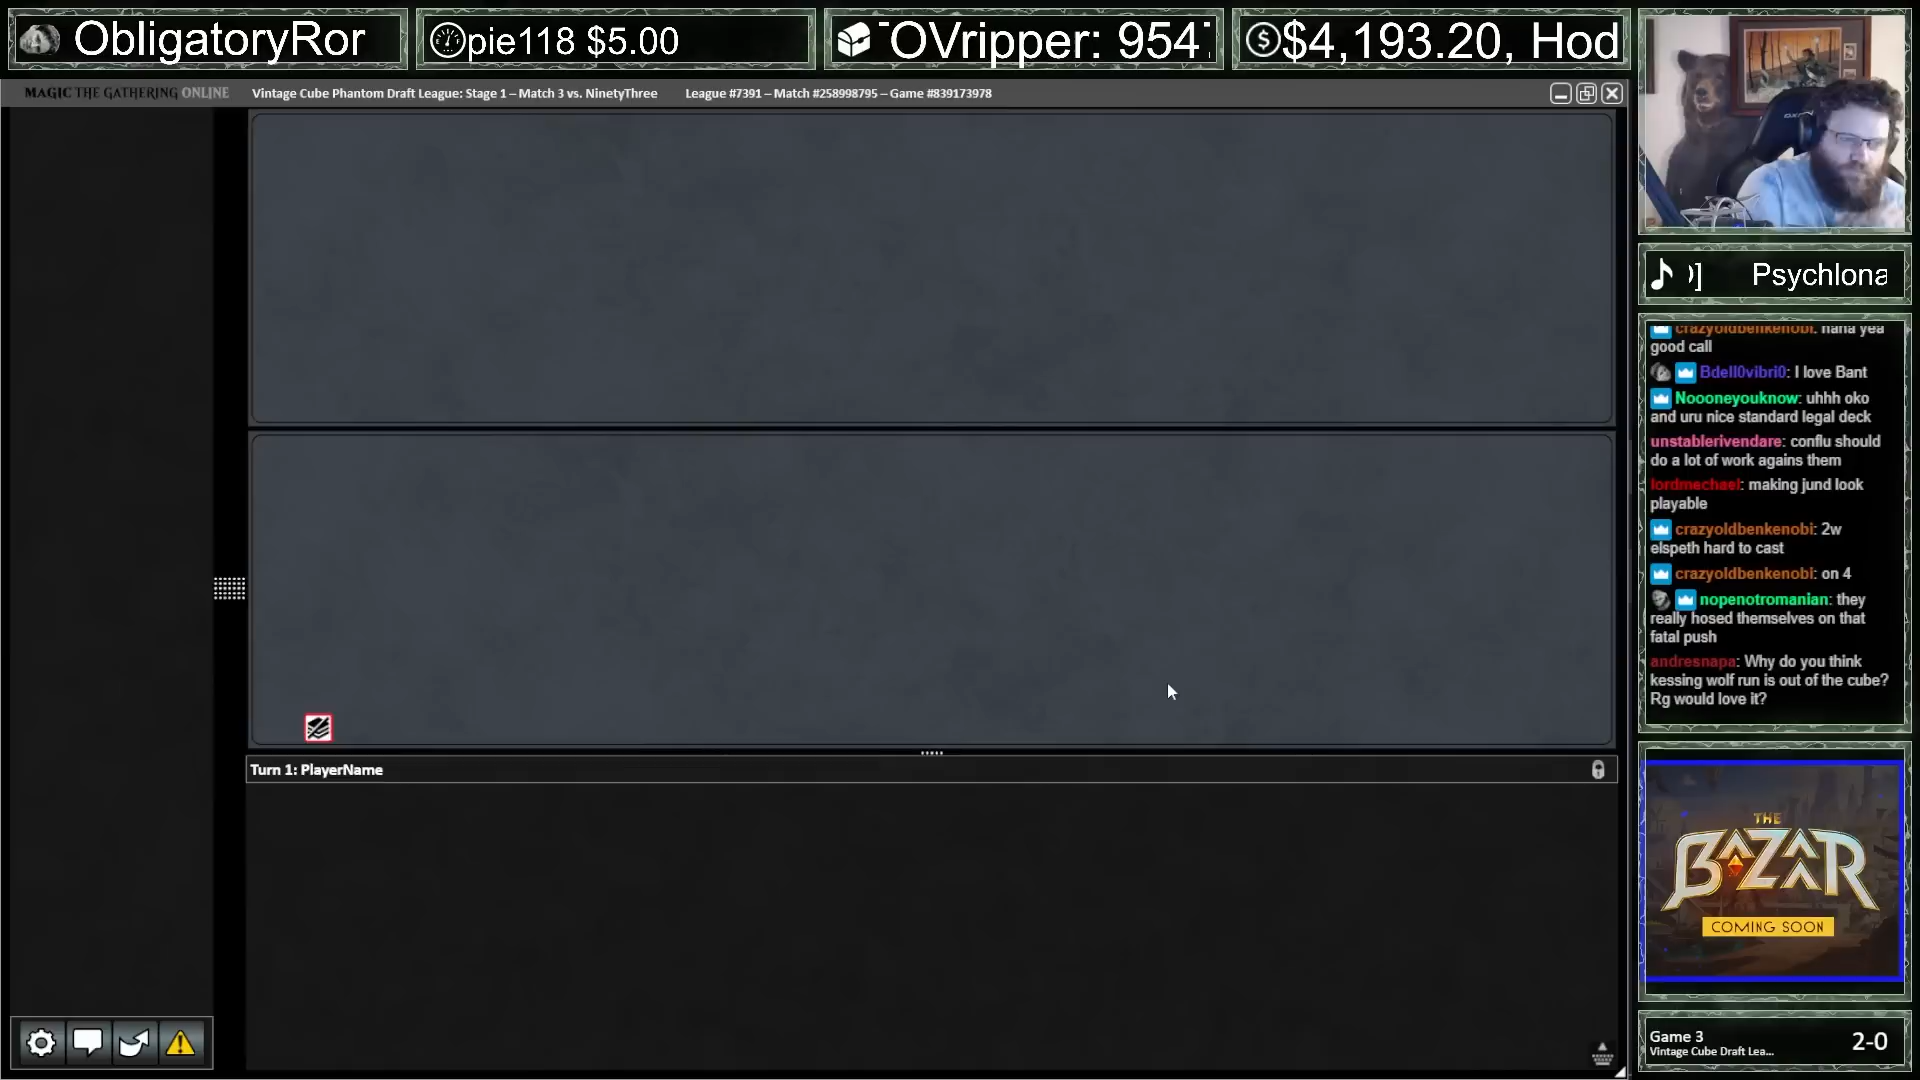 ObligatoryRor
pie118 $5.00
OVripper: 954
$4,193.20, Hod
MAGIC THE GATHERING ONLINE
Vintage Cube Phantom Draft League: Stage 1 – Match 3 vs. NinetyThree
League #7391 – Match #258998795 – Game #839173978
Psychlona
crazyoldbenkenobi: haha yea
good call
Bdell0vibri0: I love Bant
Noooneyouknow: uhhh oko
and uru nice standard legal deck
unstablerivendare: conflu should
do a lot of work agains them
lordmechael: making jund look
playable
crazyoldbenkenobi: 2w
elspeth hard to cast
crazyoldbenkenobi: on 4
nopenotromanian: they
really hosed themselves on that
fatal push
andresnapa: Why do you think
kessing wolf run is out of the cube?
Rg would love it?
Turn 1: PlayerName
THE
BAZAAR
COMING SOON
Game 3
Vintage Cube Draft Lea...
2-0